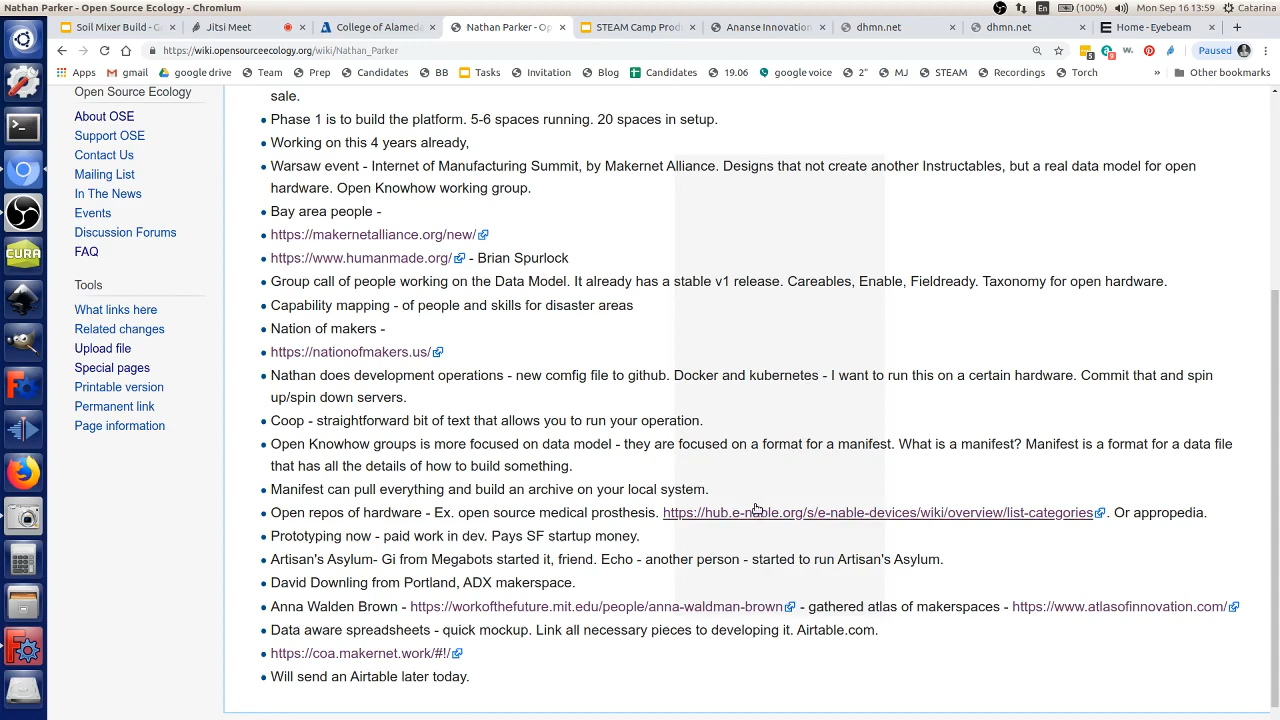 Nathan Parker - Open Source Ecology - Chromium
En (100%) Mon Sep 16 13:59 Catarina
Soil Mixer Build - G Jitsi Meet College of Alameda Nathan Parker - Op STEAM Camp Prod Ananse Innovation dhmn.net dhmn.net Home - Eyebeam
https://wiki.opensourceecology.org/wiki/Nathan_Parker Paused
Apps gmail google drive Team Prep Candidates BB Tasks Invitation Blog Candidates 19.06 google voice 2" MJ STEAM Recordings Torch » Other bookmarks
Open Source Ecology
About OSE
Support OSE
Contact Us
Mailing List
In The News
Events
Discussion Forums
FAQ
Tools
What links here
Related changes
Upload file
Special pages
Printable version
Permanent link
Page information
sale.
Phase 1 is to build the platform. 5-6 spaces running. 20 spaces in setup.
Working on this 4 years already,
Warsaw event - Internet of Manufacturing Summit, by Makernet Alliance. Designs that not create another Instructables, but a real data model for open
hardware. Open Knowhow working group.
Bay area people -
https://makernetalliance.org/new/
https://www.humanmade.org/ - Brian Spurlock
Group call of people working on the Data Model. It already has a stable v1 release. Careables, Enable, Fieldready. Taxonomy for open hardware.
Capability mapping - of people and skills for disaster areas
Nation of makers -
https://nationofmakers.us/
Nathan does development operations - new comfig file to github. Docker and kubernetes - I want to run this on a certain hardware. Commit that and spin
up/spin down servers.
Coop - straightforward bit of text that allows you to run your operation.
Open Knowhow groups is more focused on data model - they are focused on a format for a manifest. What is a manifest? Manifest is a format for a data file
that has all the details of how to build something.
Manifest can pull everything and build an archive on your local system.
Open repos of hardware - Ex. open source medical prosthesis. https://hub.e-nable.org/s/e-nable-devices/wiki/overview/list-categories . Or appropedia.
Prototyping now - paid work in dev. Pays SF startup money.
Artisan's Asylum- Gi from Megabots started it, friend. Echo - another person - started to run Artisan's Asylum.
David Downling from Portland. ADX makerspace.
Anna Walden Brown - https://workofthefuture.mit.edu/people/anna-waldman-brown - gathered atlas of makerspaces - https://www.atlasofinnovation.com/
Data aware spreadsheets - quick mockup. Link all necessary pieces to developing it. Airtable.com.
https://coa.makernet.work/#!/
Will send an Airtable later today.
CURA